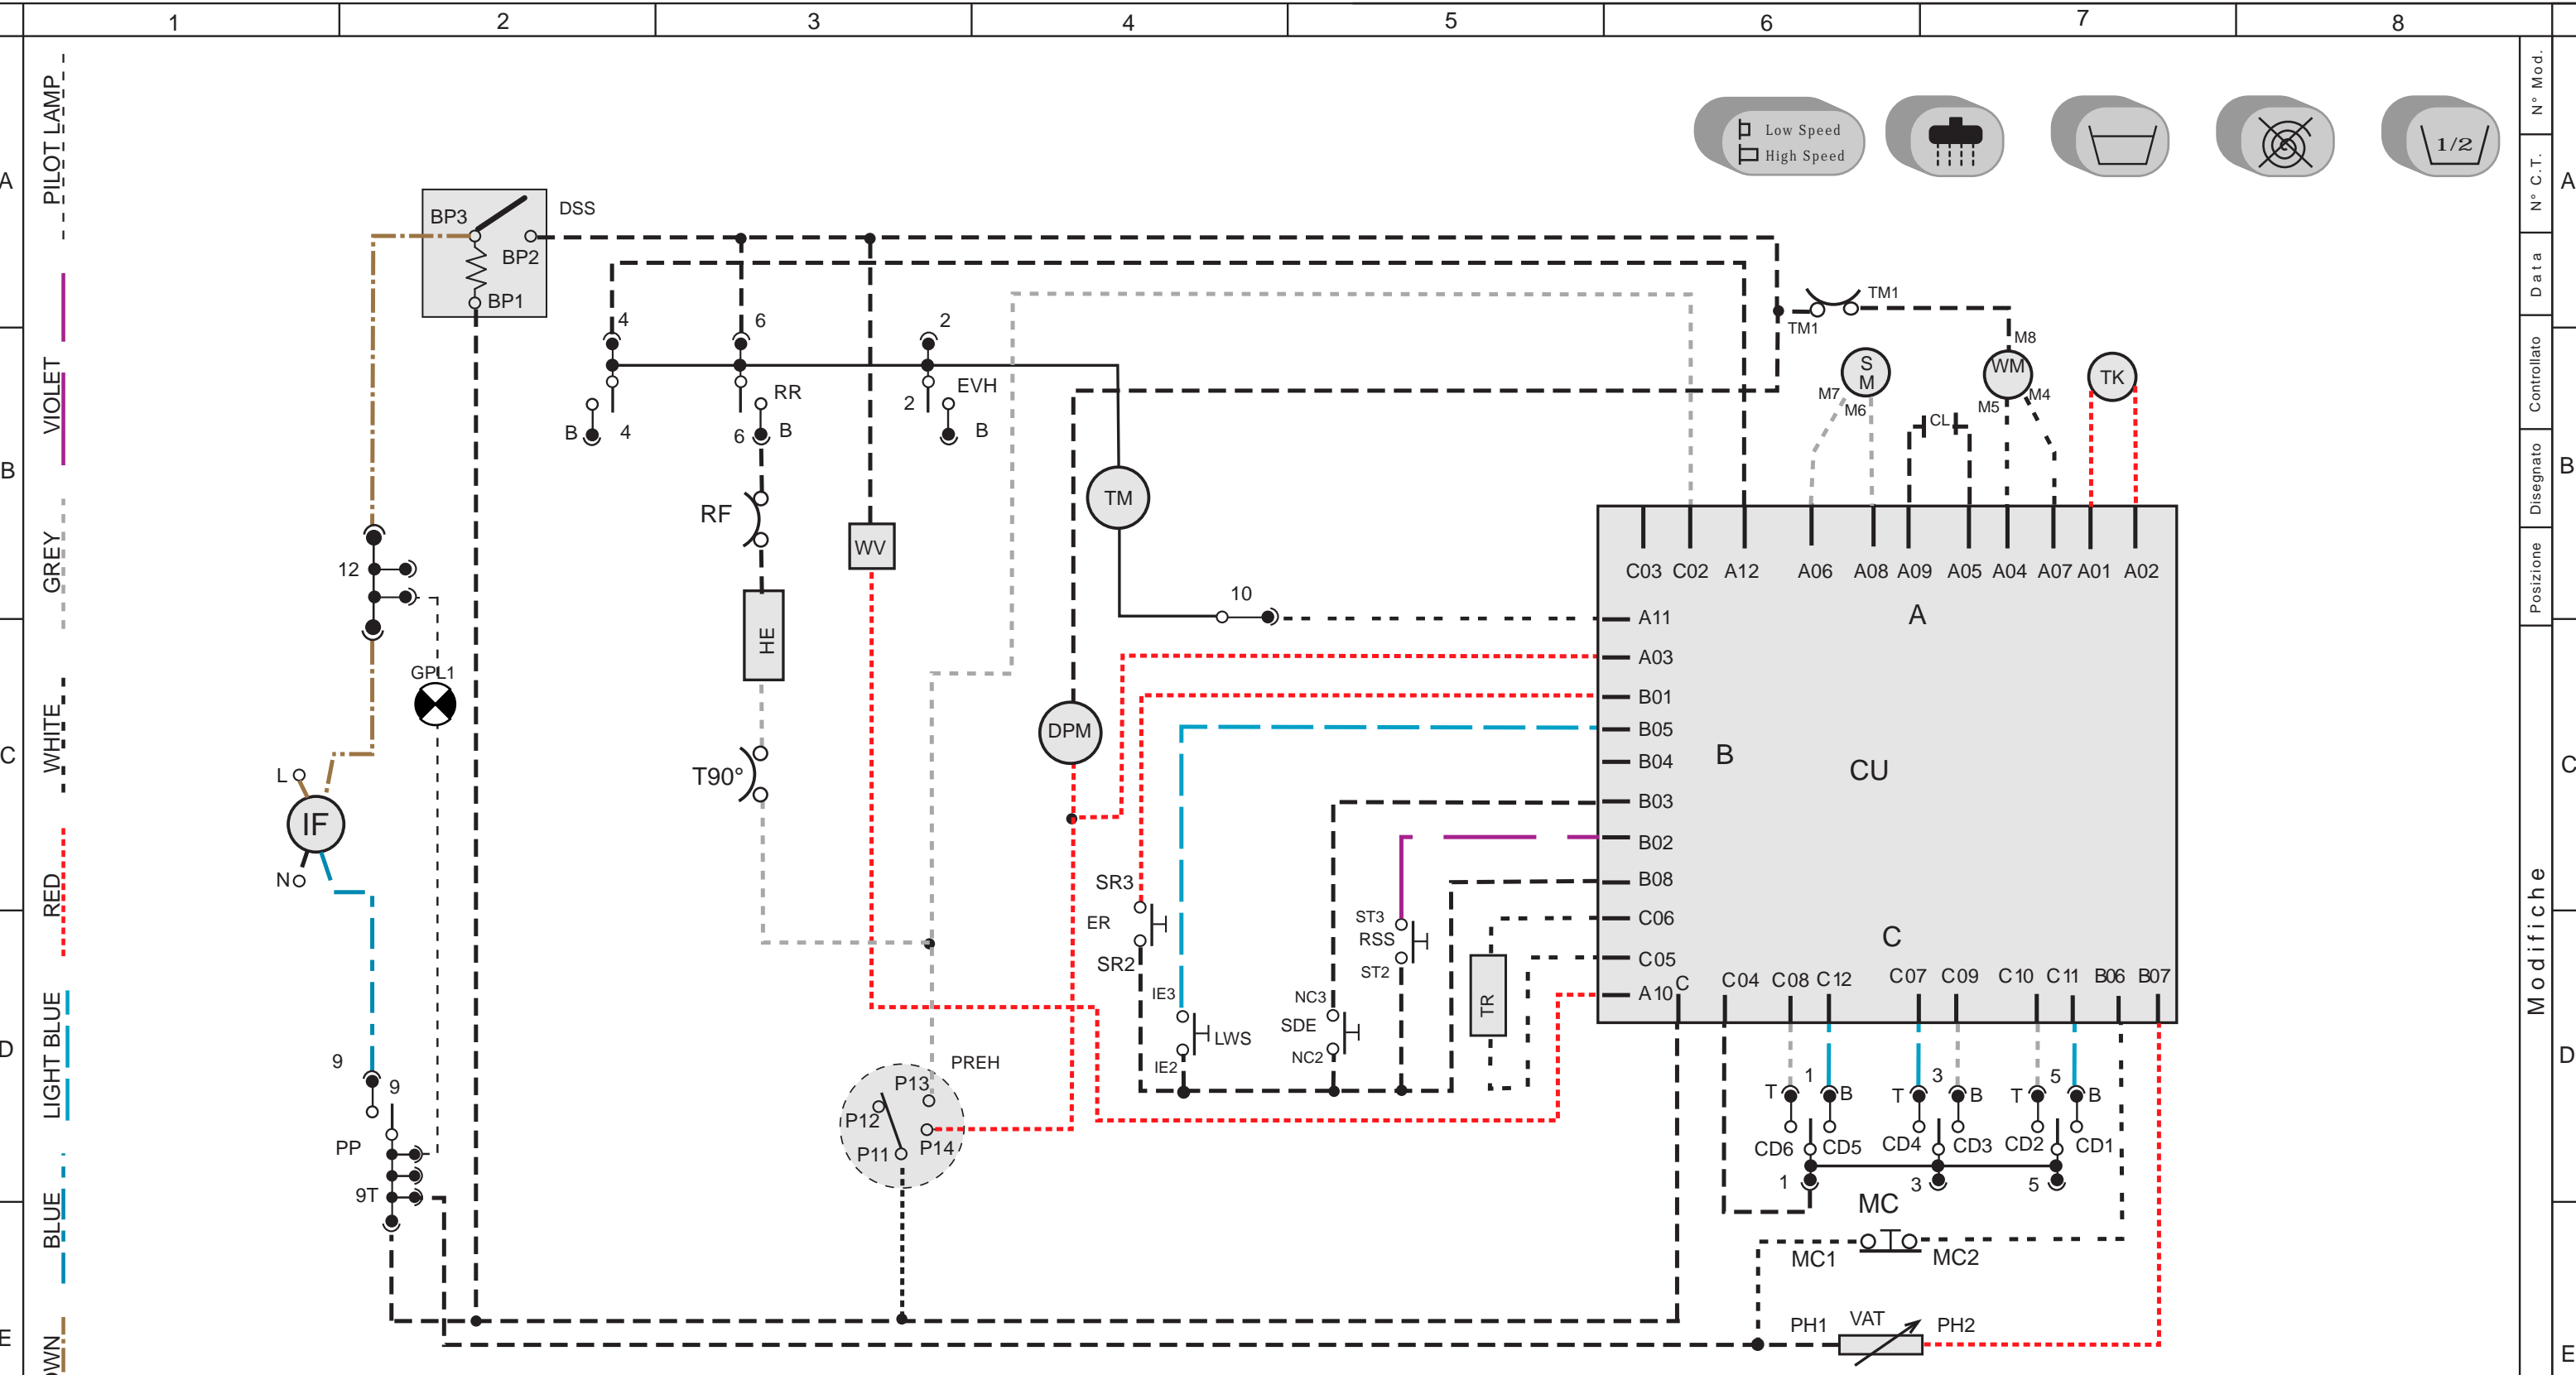 1 2 3 4 5 6 7 8
PILOT LAMP
VIOLET
GREY
WHITE
RED
LIGHT BLUE
BLUE
OWN
A
B
C
D
E
Low Speed
High Speed
1/2
N° Mod.
N° C.T.
Data
Controllato
Disegnato
Posizione
Modifiche
A
B
C
D
E
BP3
DSS
BP2
BP1
4 6 2
TM1
TM1
M8
S
M
WM
TK
M7
M6
M5
M4
CL
RR
2
EVH
B 4
6 B
B
RF
TM
WV
12
10
HE
GPL1
DPM
T90°
L
IF
N
C03 C02 A12 A06 A08 A09 A05 A04 A07 A01 A02
A11
A
A03
B01
B05
B
B04
CU
B03
B02
B08
C06
C
C05
A10
C C04 C08 C12 C07 C09 C10 C11 B06 B07
SR3
ER
SR2
ST3
RSS
ST2
IE3
LWS
IE2
NC3
SDE
NC2
TR
9
9
PP
9T
PREH
P13
P12
P11
P14
T 1 B T 3 B T 5 B
CD6 CD5 CD4 CD3 CD2 CD1
1 3 5
MC
MC1 MC2
PH1 VAT PH2